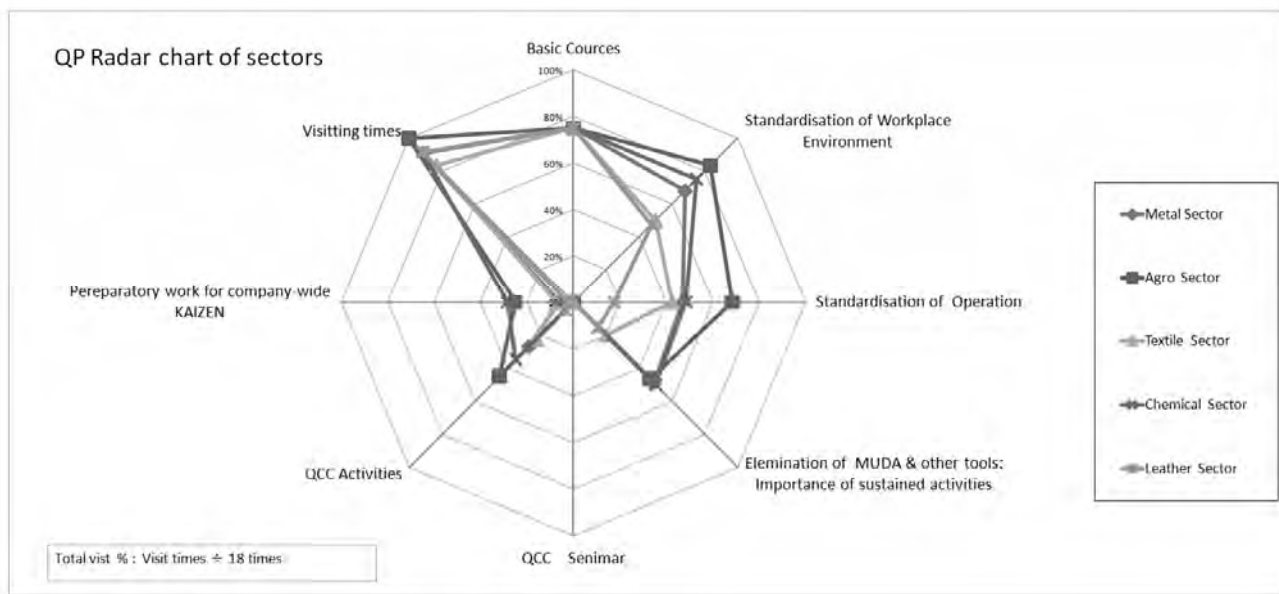 QP Radar chart of sectors
Basic Cources
100%
80%
60%
40%
20%
Standardisation of Workplace
Environment
Visitting times
Pereparatory work for company-wide
KAIZEN
Standardisation of Operation
QCC Activities
Elemination of MUDA & other tools:
Importance of sustained activities
QCC Senimar
Metal Sector
Agro Sector
Textile Sector
Chemical Sector
Leather Sector
Total vist % : Visit times ÷ 18 times